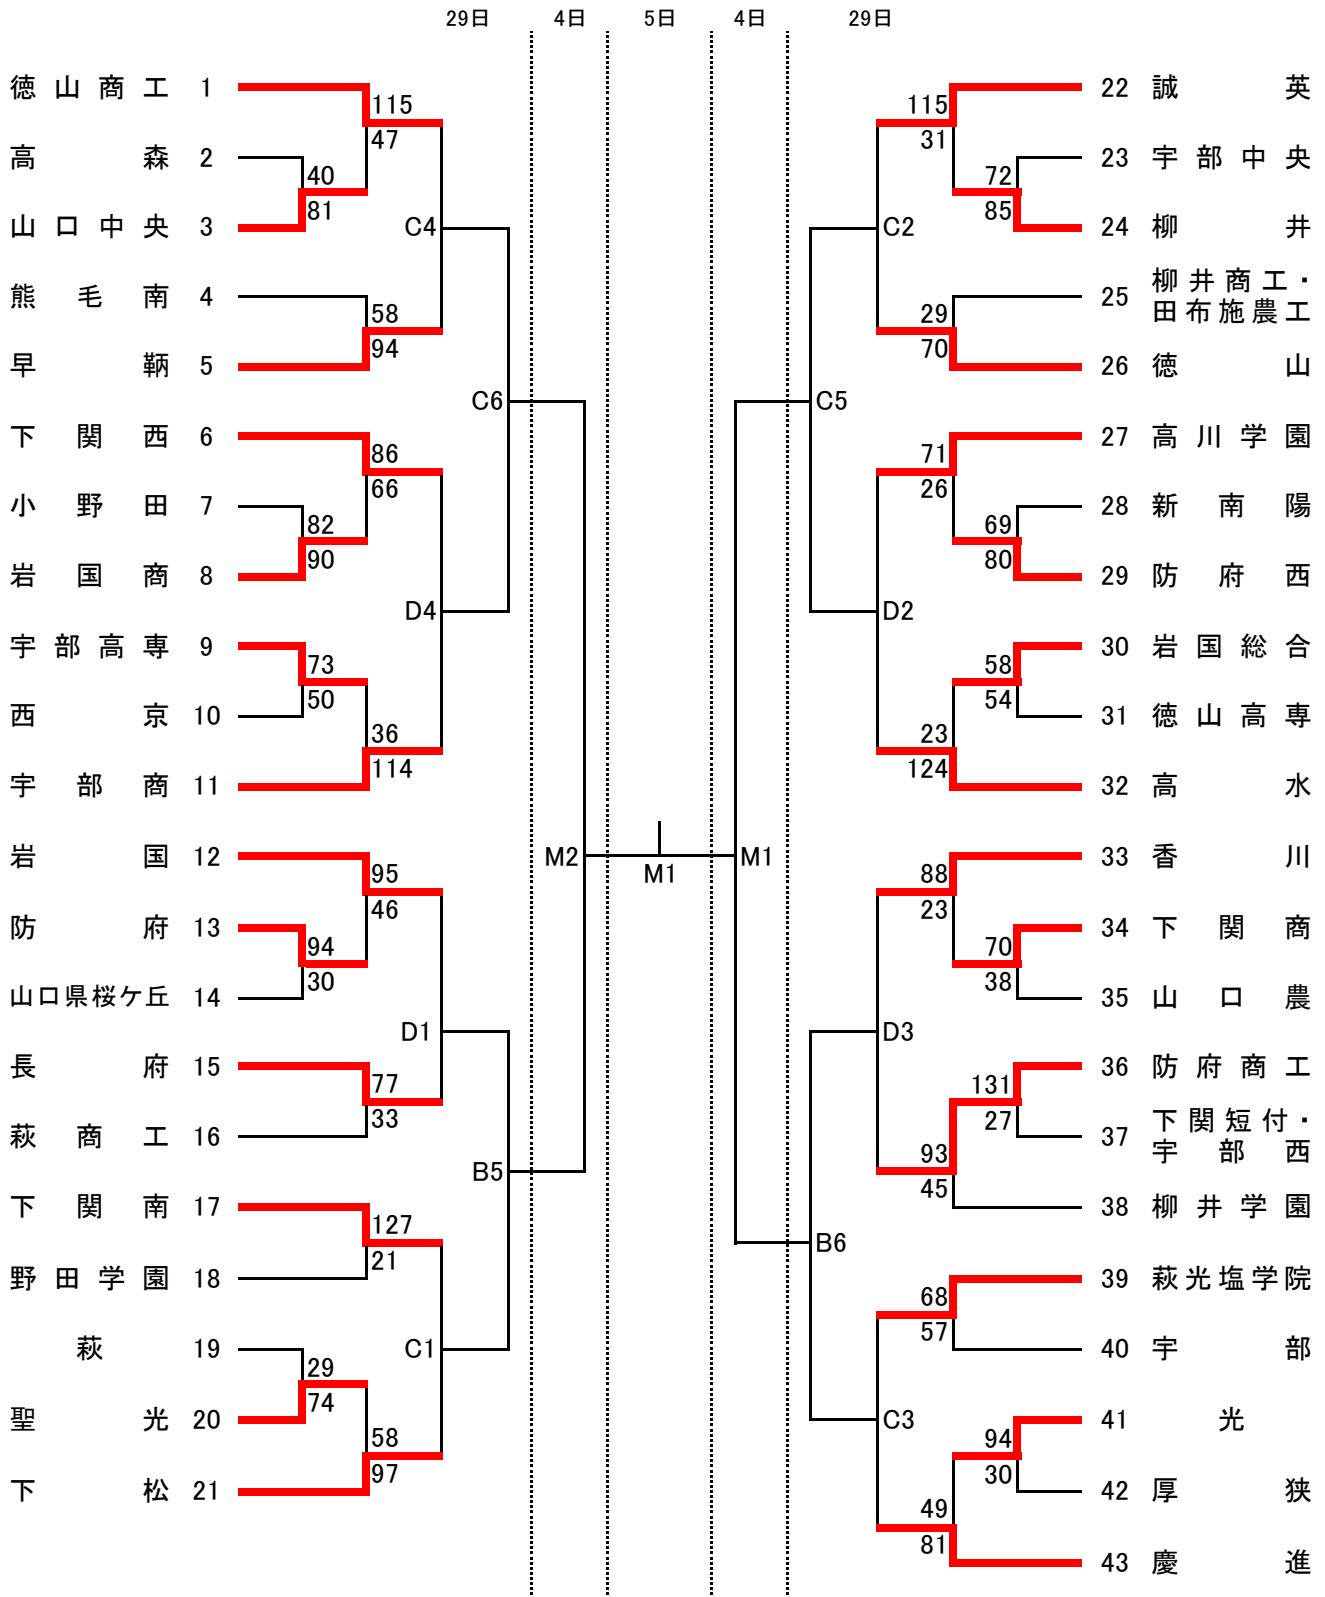 29日 4日 5日 4日 29日
徳山商工 1
高森 2
山口中央 3
熊毛南 4
早鞆 5
下関西 6
小野田 7
岩国商 8
宇部高専 9
西京 10
宇部商 11
岩国 12
防府 13
山口県桜ケ丘 14
長府 15
萩商工 16
下関南 17
野田学園 18
萩 19
聖光 20
下松 21
115
47
40
81
C4
58
94
C6
86
66
82
90
D4
73
50
36
114
M2
95
46
94
30
D1
77
33
B5
127
21
C1
29
74
58
97
M1
M1
115
31
72
85
C2
29
70
C5
71
26
69
80
D2
58
54
23
124
88
23
70
38
D3
131
27
93
45
B6
68
57
C3
94
30
49
81
22 誠英
23 宇部中央
24 柳井
25 柳井商工・
田布施農工
26 徳山
27 高川学園
28 新南陽
29 防府西
30 岩国総合
31 徳山高専
32 高水
33 香川
34 下関商
35 山口農
36 防府商工
37 下関短付・
宇部西
38 柳井学園
39 萩光塩学院
40 宇部
41 光
42 厚狭
43 慶進